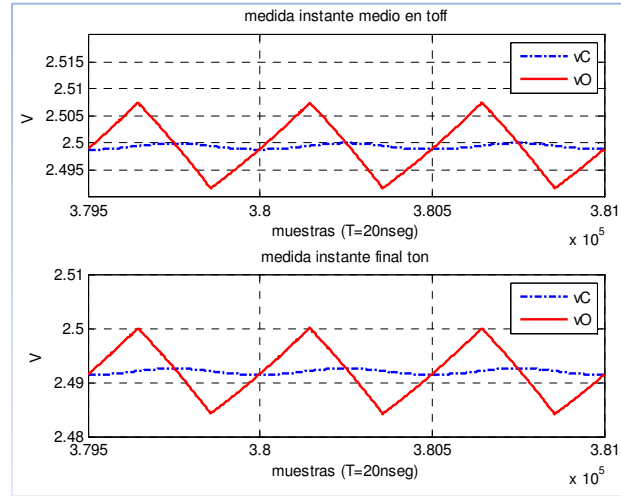 medida instante medio en toff
2.515
2.51
2.505
2.5
2.495
V
vC
vO
3.795
3.8
3.805
3.81
muestras (T=20nseg)
x 10^5
medida instante final ton
2.51
2.5
2.49
2.48
V
vC
vO
3.795
3.8
3.805
3.81
muestras (T=20nseg)
x 10^5